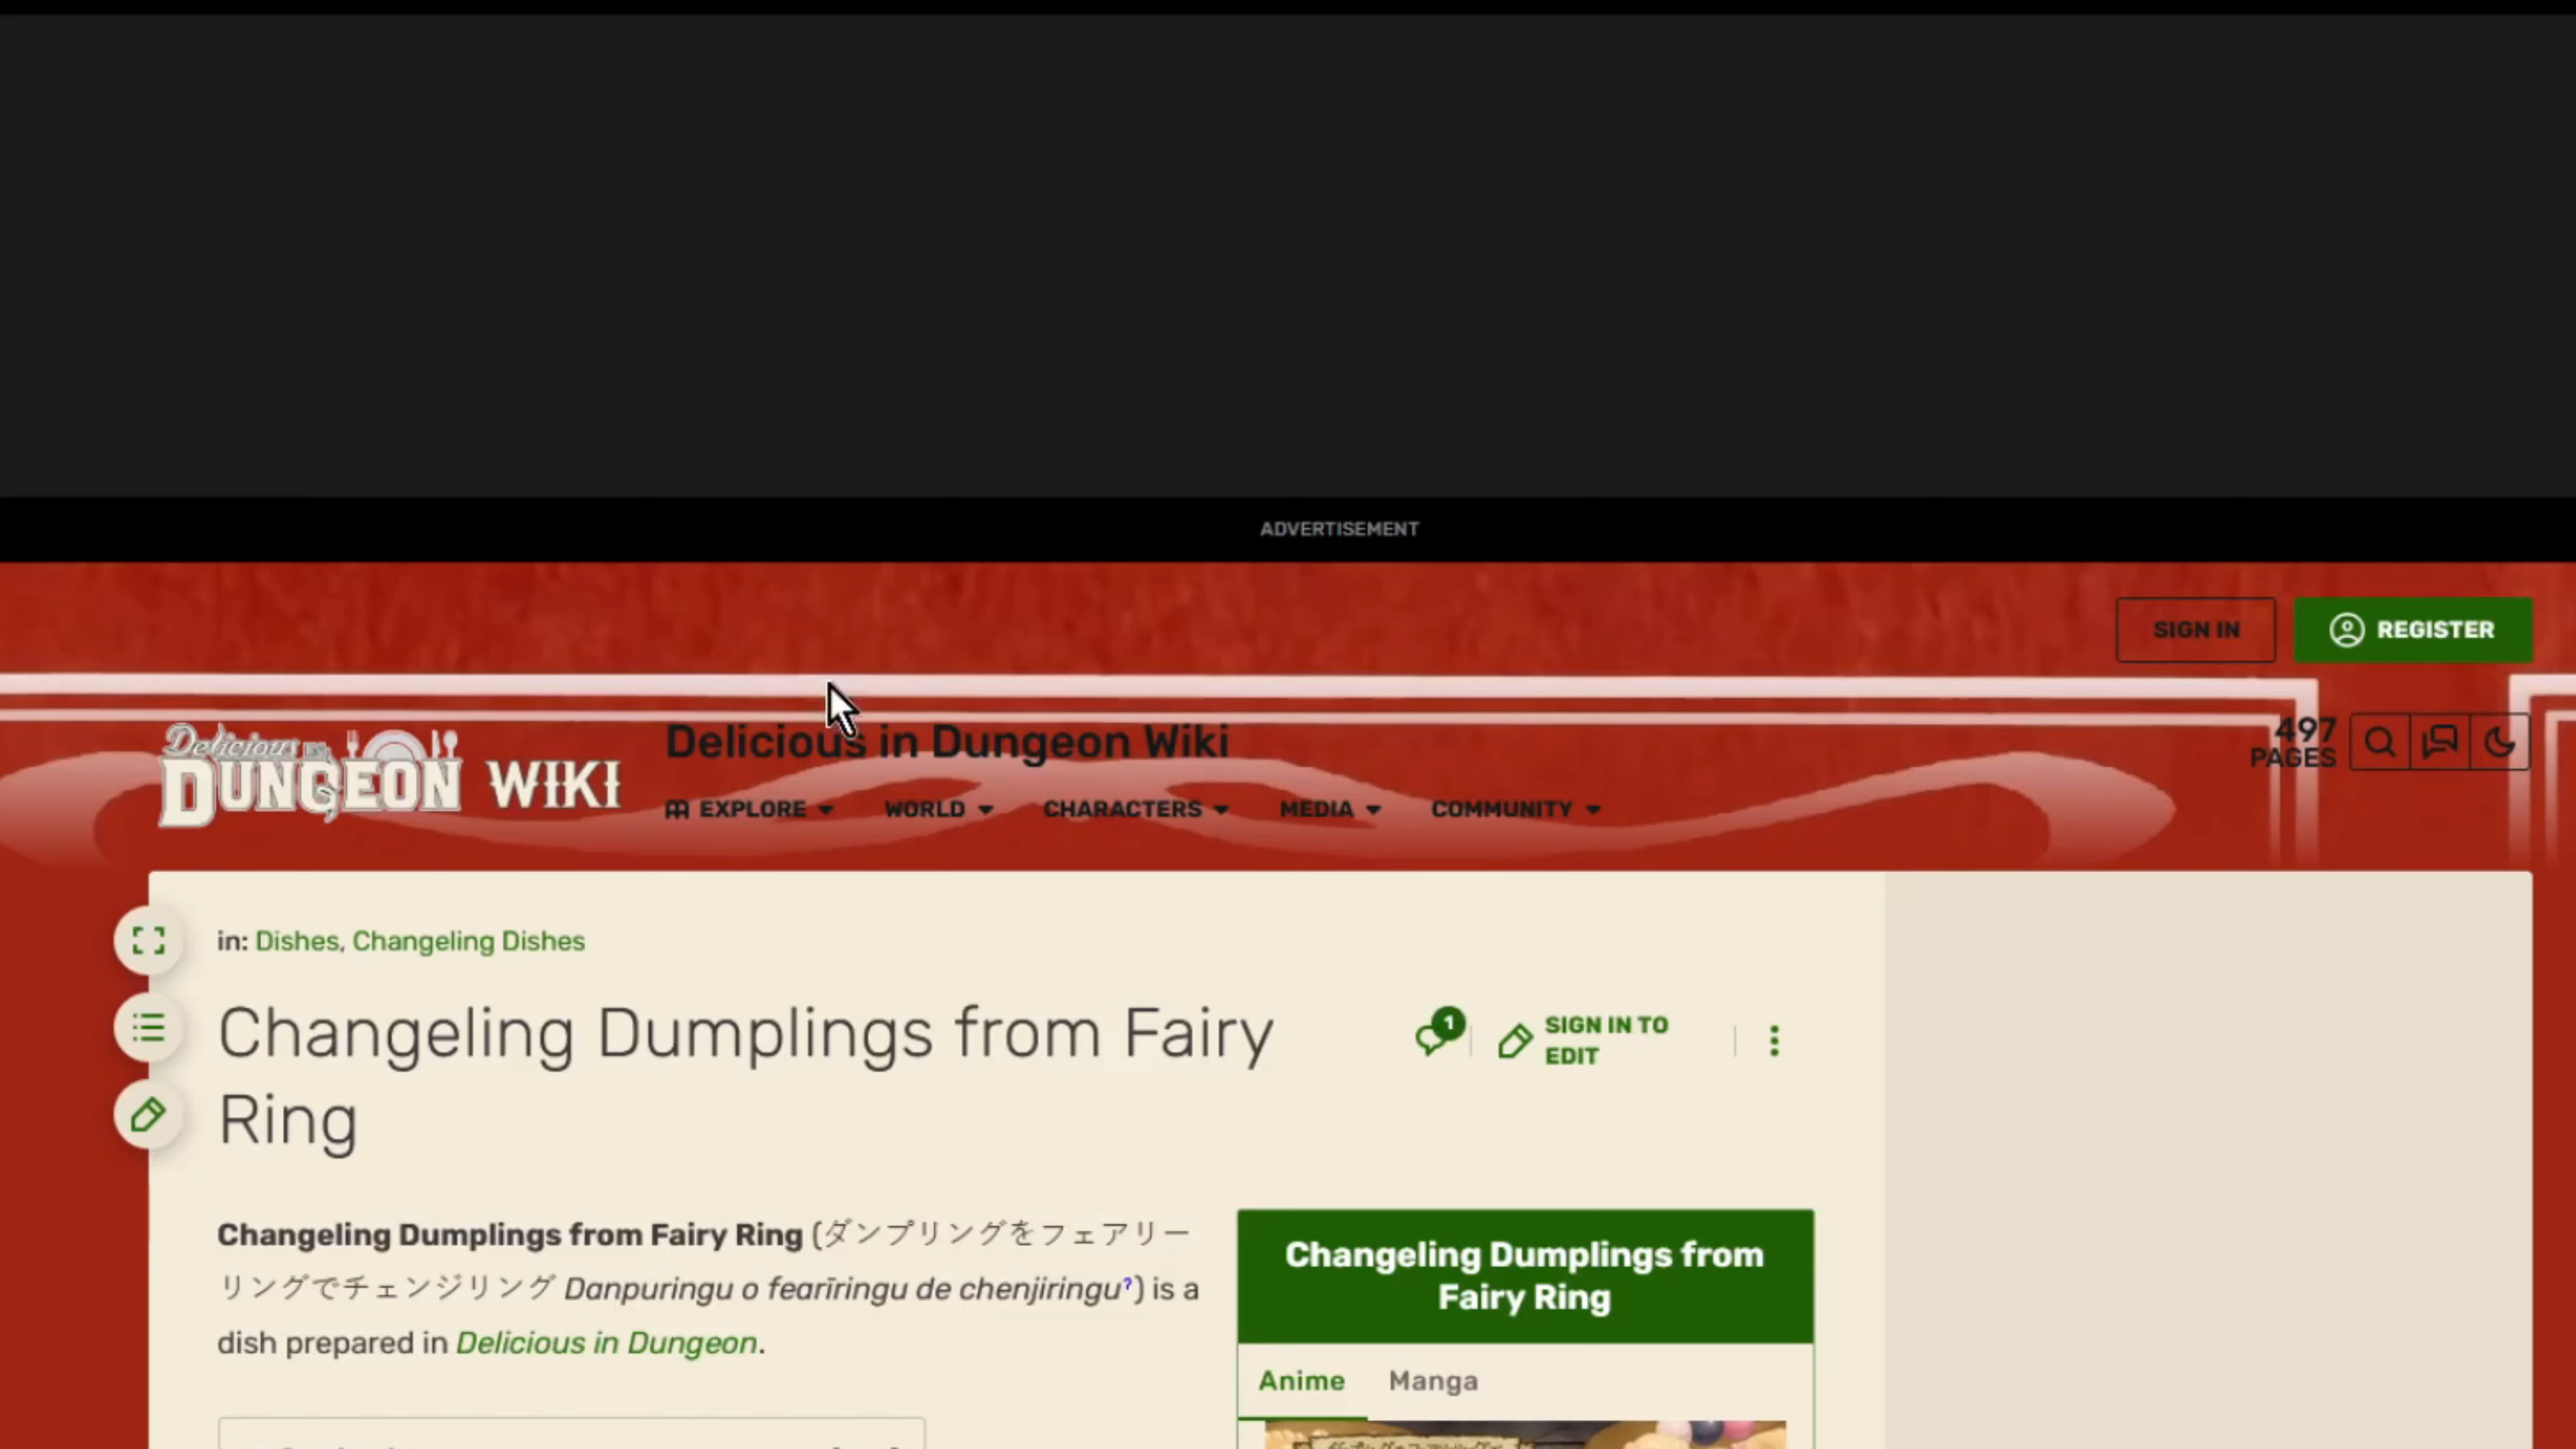 ADVERTISEMENT
SIGN IN
REGISTER
Delicious in
DUNGEON WIKI
Delicious in Dungeon Wiki
497
PAGES
EXPLORE
WORLD
CHARACTERS
MEDIA
COMMUNITY
in: Dishes, Changeling Dishes
Changeling Dumplings from Fairy
Ring
1
SIGN IN TO
EDIT
Changeling Dumplings from Fairy Ring (ダンプリングをフェアリー
リングでチェンジリング Danpuringu o fearīringu de chenjiringu?) is a
dish prepared in Delicious in Dungeon.
Changeling Dumplings from
Fairy Ring
Anime
Manga